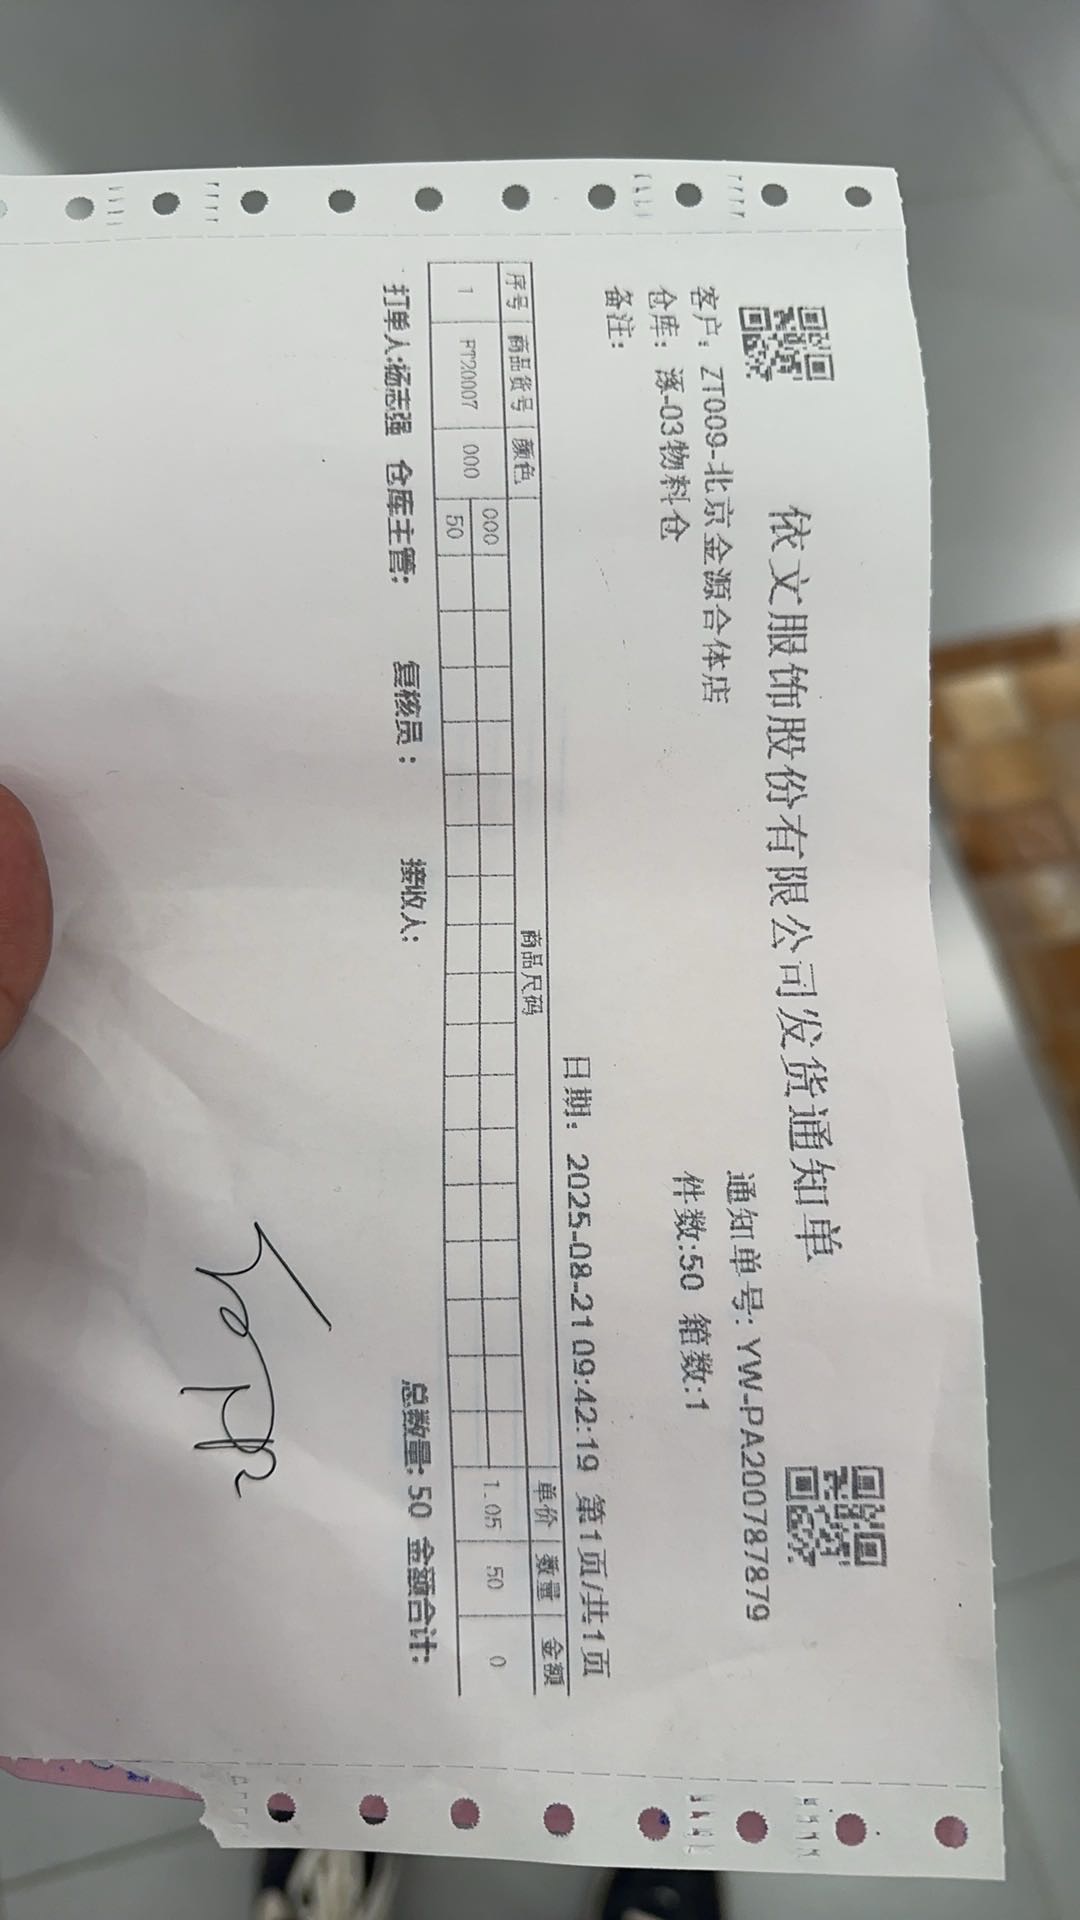 依文服饰股份有限公司发货通知单
客户：ZT009-北京金源合体店
通知单号: YW-PA20078787​9
仓库：涿-03物料仓
件数:50 箱数:1
备注：
日期：2025-08-21 09:42:19 第1页/共1页
序号 商品货号 颜色 商品尺码 单价 数量 金额
000
1 PT20007 000 50 1.05 50 0
打单人:杨志强 仓库主管: 复核员： 接收人: 总数量: 50 金额合计: